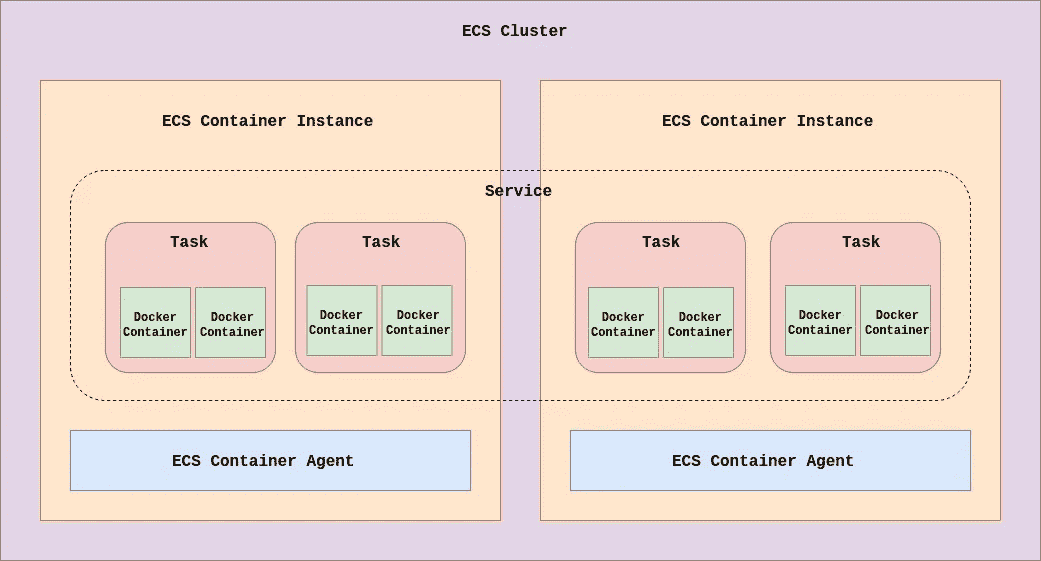 ECS Cluster
ECS Container Instance
ECS Container Instance
Service
Task
Task
Task
Task
Docker
Container
Docker
Container
Docker
Container
Docker
Container
Docker
Container
Docker
Container
Docker
Container
Docker
Container
ECS Container Agent
ECS Container Agent